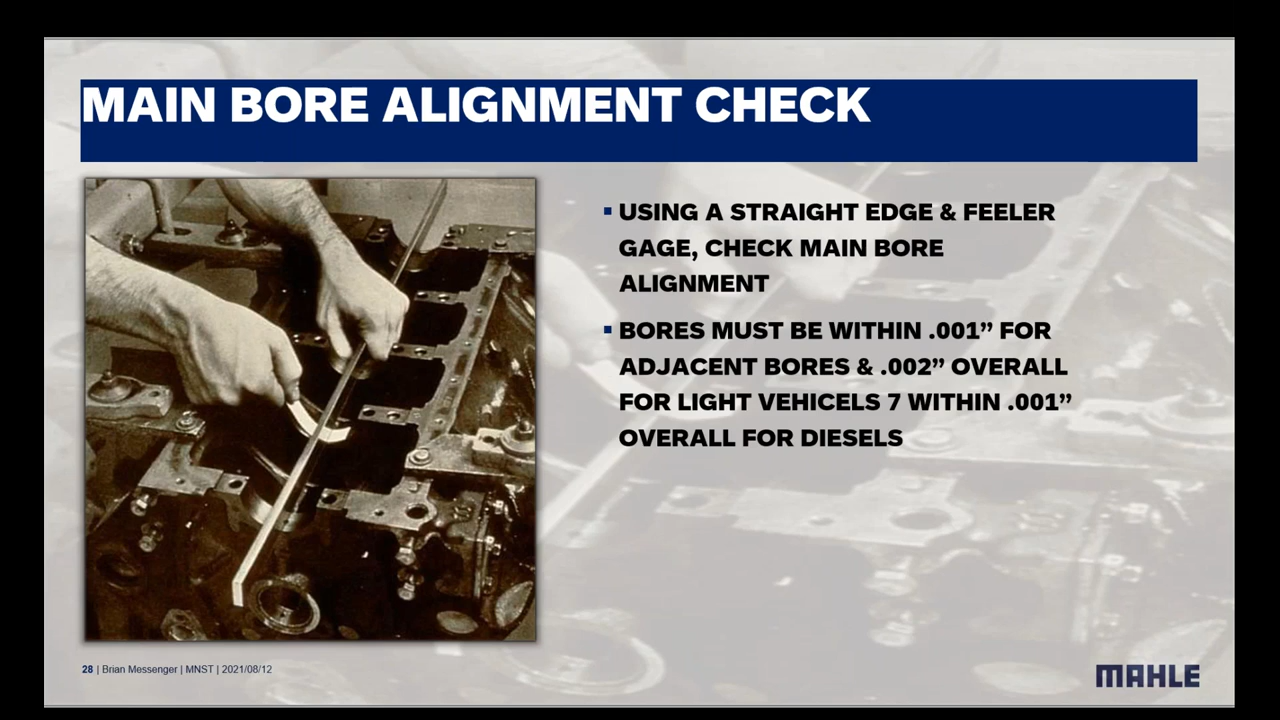 MAIN BORE ALIGNMENT CHECK
▪ USING A STRAIGHT EDGE & FEELER
GAGE, CHECK MAIN BORE
ALIGNMENT
▪ BORES MUST BE WITHIN .001” FOR
ADJACENT BORES & .002” OVERALL
FOR LIGHT VEHICELS 7 WITHIN .001”
OVERALL FOR DIESELS
28 | Brian Messenger | MNST | 2021/08/12
MAHLE